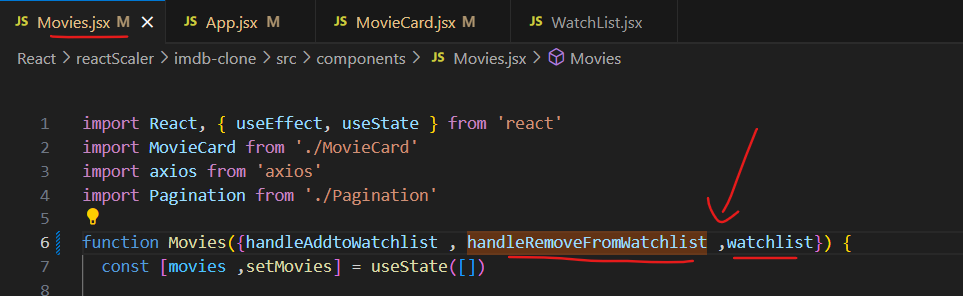 JS Movies.jsx M × JS App.jsx M JS MovieCard.jsx M JS WatchList.jsx
React > reactScaler > imdb-clone > src > components > JS Movies.jsx > Movies
1 import React, { useEffect, useState } from 'react'
2 import MovieCard from './MovieCard'
3 import axios from 'axios'
4 import Pagination from './Pagination'
5
6 function Movies({handleAddtoWatchlist , handleRemoveFromWatchlist ,watchlist}) {
7 const [movies ,setMovies] = useState([])
8